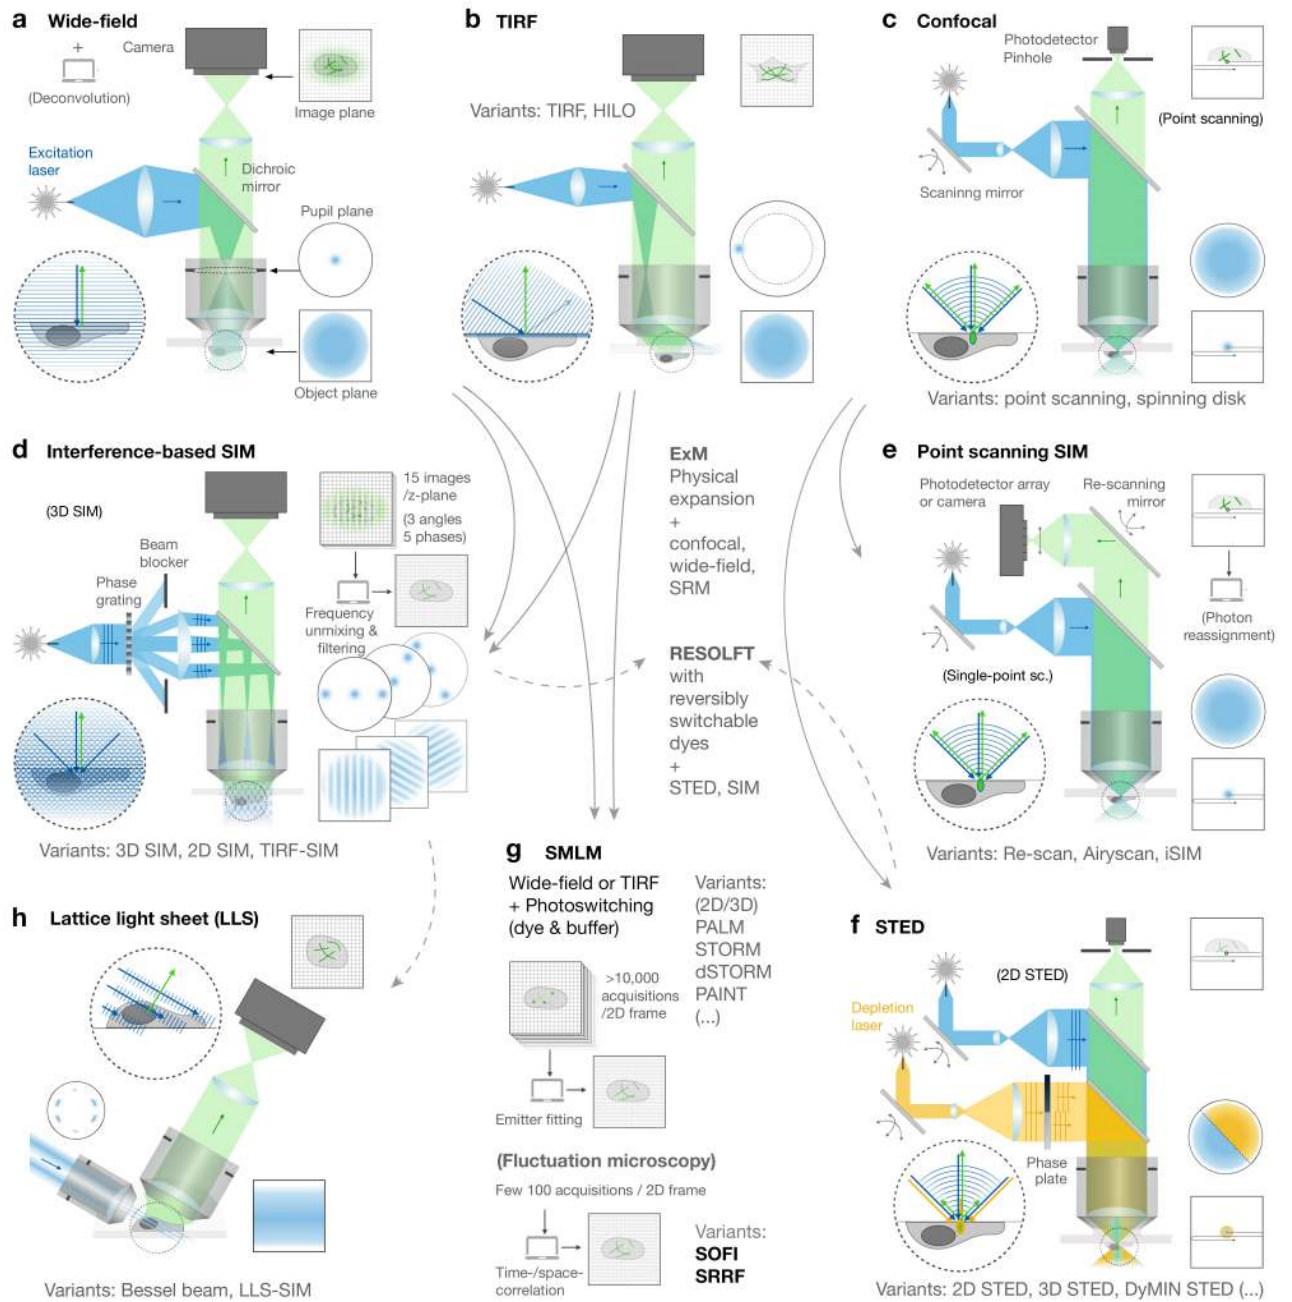 a Wide-field
+
(Deconvolution)
Camera
Image plane
Excitation
laser
Dichroic
mirror
Pupil plane
Object plane
b TIRF
Variants: TIRF, HILO
c Confocal
Photodetector
Pinhole
(Point scanning)
Scaninng mirror
Variants: point scanning, spinning disk
d Interference-based SIM
(3D SIM)
Beam
blocker
Phase
grating
15 images
/z-plane
(3 angles
5 phases)
Frequency
unmixing &
filtering
Variants: 3D SIM, 2D SIM, TIRF-SIM
ExM
Physical
expansion
+
confocal,
wide-field,
SRM
RESOLFT
with
reversibly
switchable
dyes
+
STED, SIM
e Point scanning SIM
Photodetector array
or camera
Re-scanning
mirror
(Photon
reassignment)
(Single-point sc.)
Variants: Re-scan, Airyscan, iSIM
h Lattice light sheet (LLS)
Variants: Bessel beam, LLS-SIM
g SMLM
Wide-field or TIRF
+ Photoswitching
(dye & buffer)
Variants:
(2D/3D)
PALM
STORM
dSTORM
PAINT
(...)
>10,000
acquisitions
/2D frame
Emitter fitting
(Fluctuation microscopy)
Few 100 acquisitions / 2D frame
Time-/space-
correlation
Variants:
SOFI
SRRF
f STED
(2D STED)
Depletion
laser
Phase
plate
Variants: 2D STED, 3D STED, DyMIN STED (...)